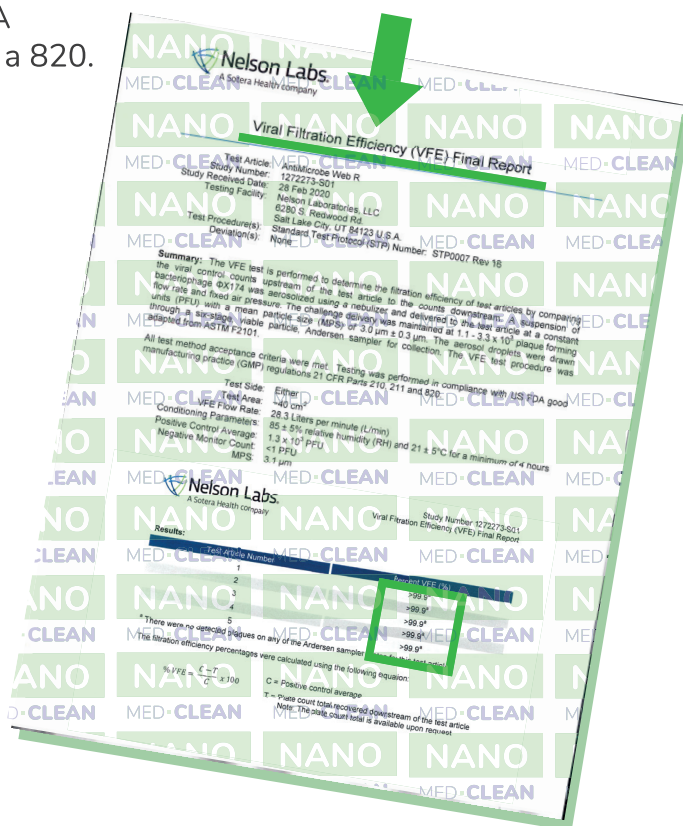 A
a 820.
Nelson Labs.
A Sotera Health company
Viral Filtration Efficiency (VFE) Final Report
Test Article: AntiMicrobe Web R
Study Number: 1272273-S01
Study Received Date: 28 Feb 2020
Testing Facility: Nelson Laboratories, LLC
6280 S. Redwood Rd.
Salt Lake City, UT 84123 U.S.A.
Test Procedure(s): Standard Test Protocol (STP) Number: STP0007 Rev 16
Deviation(s): None
Summary: The VFE test is performed to determine the filtration efficiency of test articles by comparing
the viral control counts upstream of the test article to the counts downstream. A suspension of
bacteriophage ΦX174 was aerosolized using a nebulizer and delivered to the test article at a constant
flow rate and fixed air pressure. The challenge delivery was maintained at 1.1 - 3.3 x 10³ plaque forming
units (PFU) with a mean particle size (MPS) of 3.0 µm ± 0.3 µm. The aerosol droplets were drawn
through a six-stage, viable particle, Andersen sampler for collection. The VFE test procedure was
adapted from ASTM F2101.
All test method acceptance criteria were met. Testing was performed in compliance with US FDA good
manufacturing practice (GMP) regulations 21 CFR Parts 210, 211 and 820.
Test Side: Either
Test Area: ~40 cm²
VFE Flow Rate: 28.3 Liters per minute (L/min)
Conditioning Parameters: 85 ± 5% relative humidity (RH) and 21 ± 5°C for a minimum of 4 hours
Positive Control Average: 1.3 x 10³ PFU
Negative Monitor Count: <1 PFU
MPS: 3.1 µm
Nelson Labs.
A Sotera Health company
Study Number 1272273-S01
Viral Filtration Efficiency (VFE) Final Report
Results:
Test Article Number Percent VFE (%)
1 >99.9ª
2 >99.9ª
3 >99.9ª
4 >99.9ª
5 >99.9ª
ª There were no detected plaques on any of the Andersen sampler plates for this test article
The filtration efficiency percentages were calculated using the following equation:
% VFE = C − T / C x 100
C = Positive control average
T = Plate count total recovered downstream of the test article
Note: The plate count total is available upon request
NANO
MED CLEAN